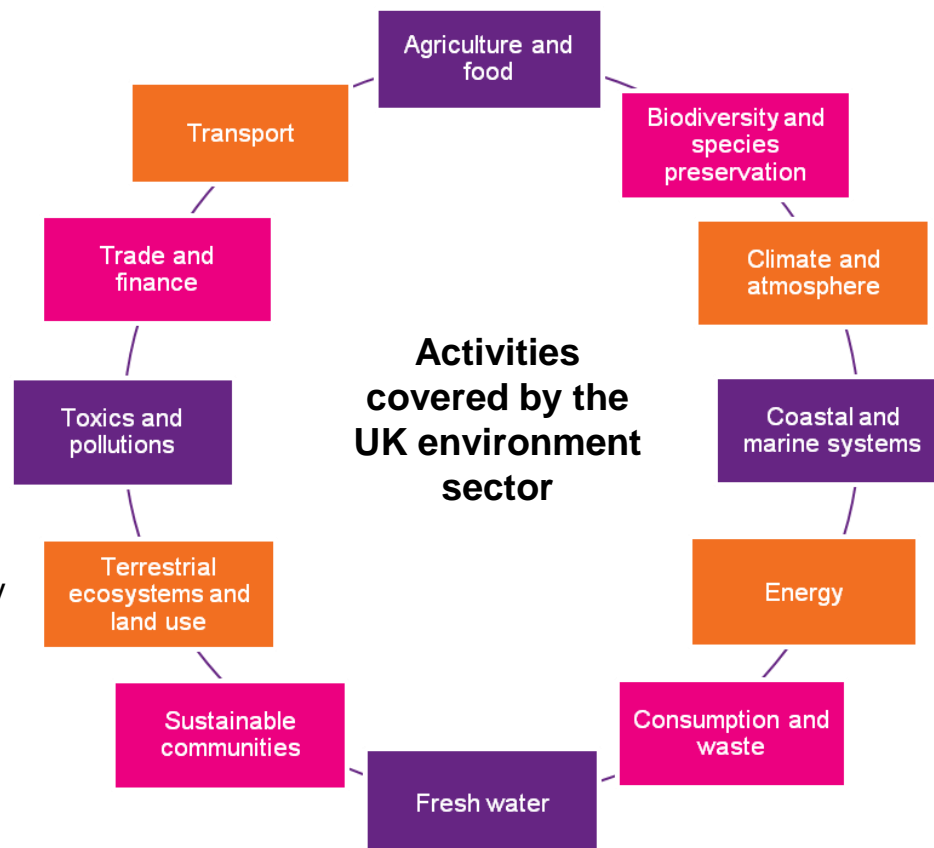 Agriculture and
food
Biodiversity and
species
preservation
Climate and
atmosphere
Coastal and
marine systems
Energy
Consumption and
waste
Fresh water
Sustainable
communities
Terrestrial
ecosystems and
land use
Toxics and
pollutions
Trade and
finance
Transport
Activities
covered by the
UK environment
sector